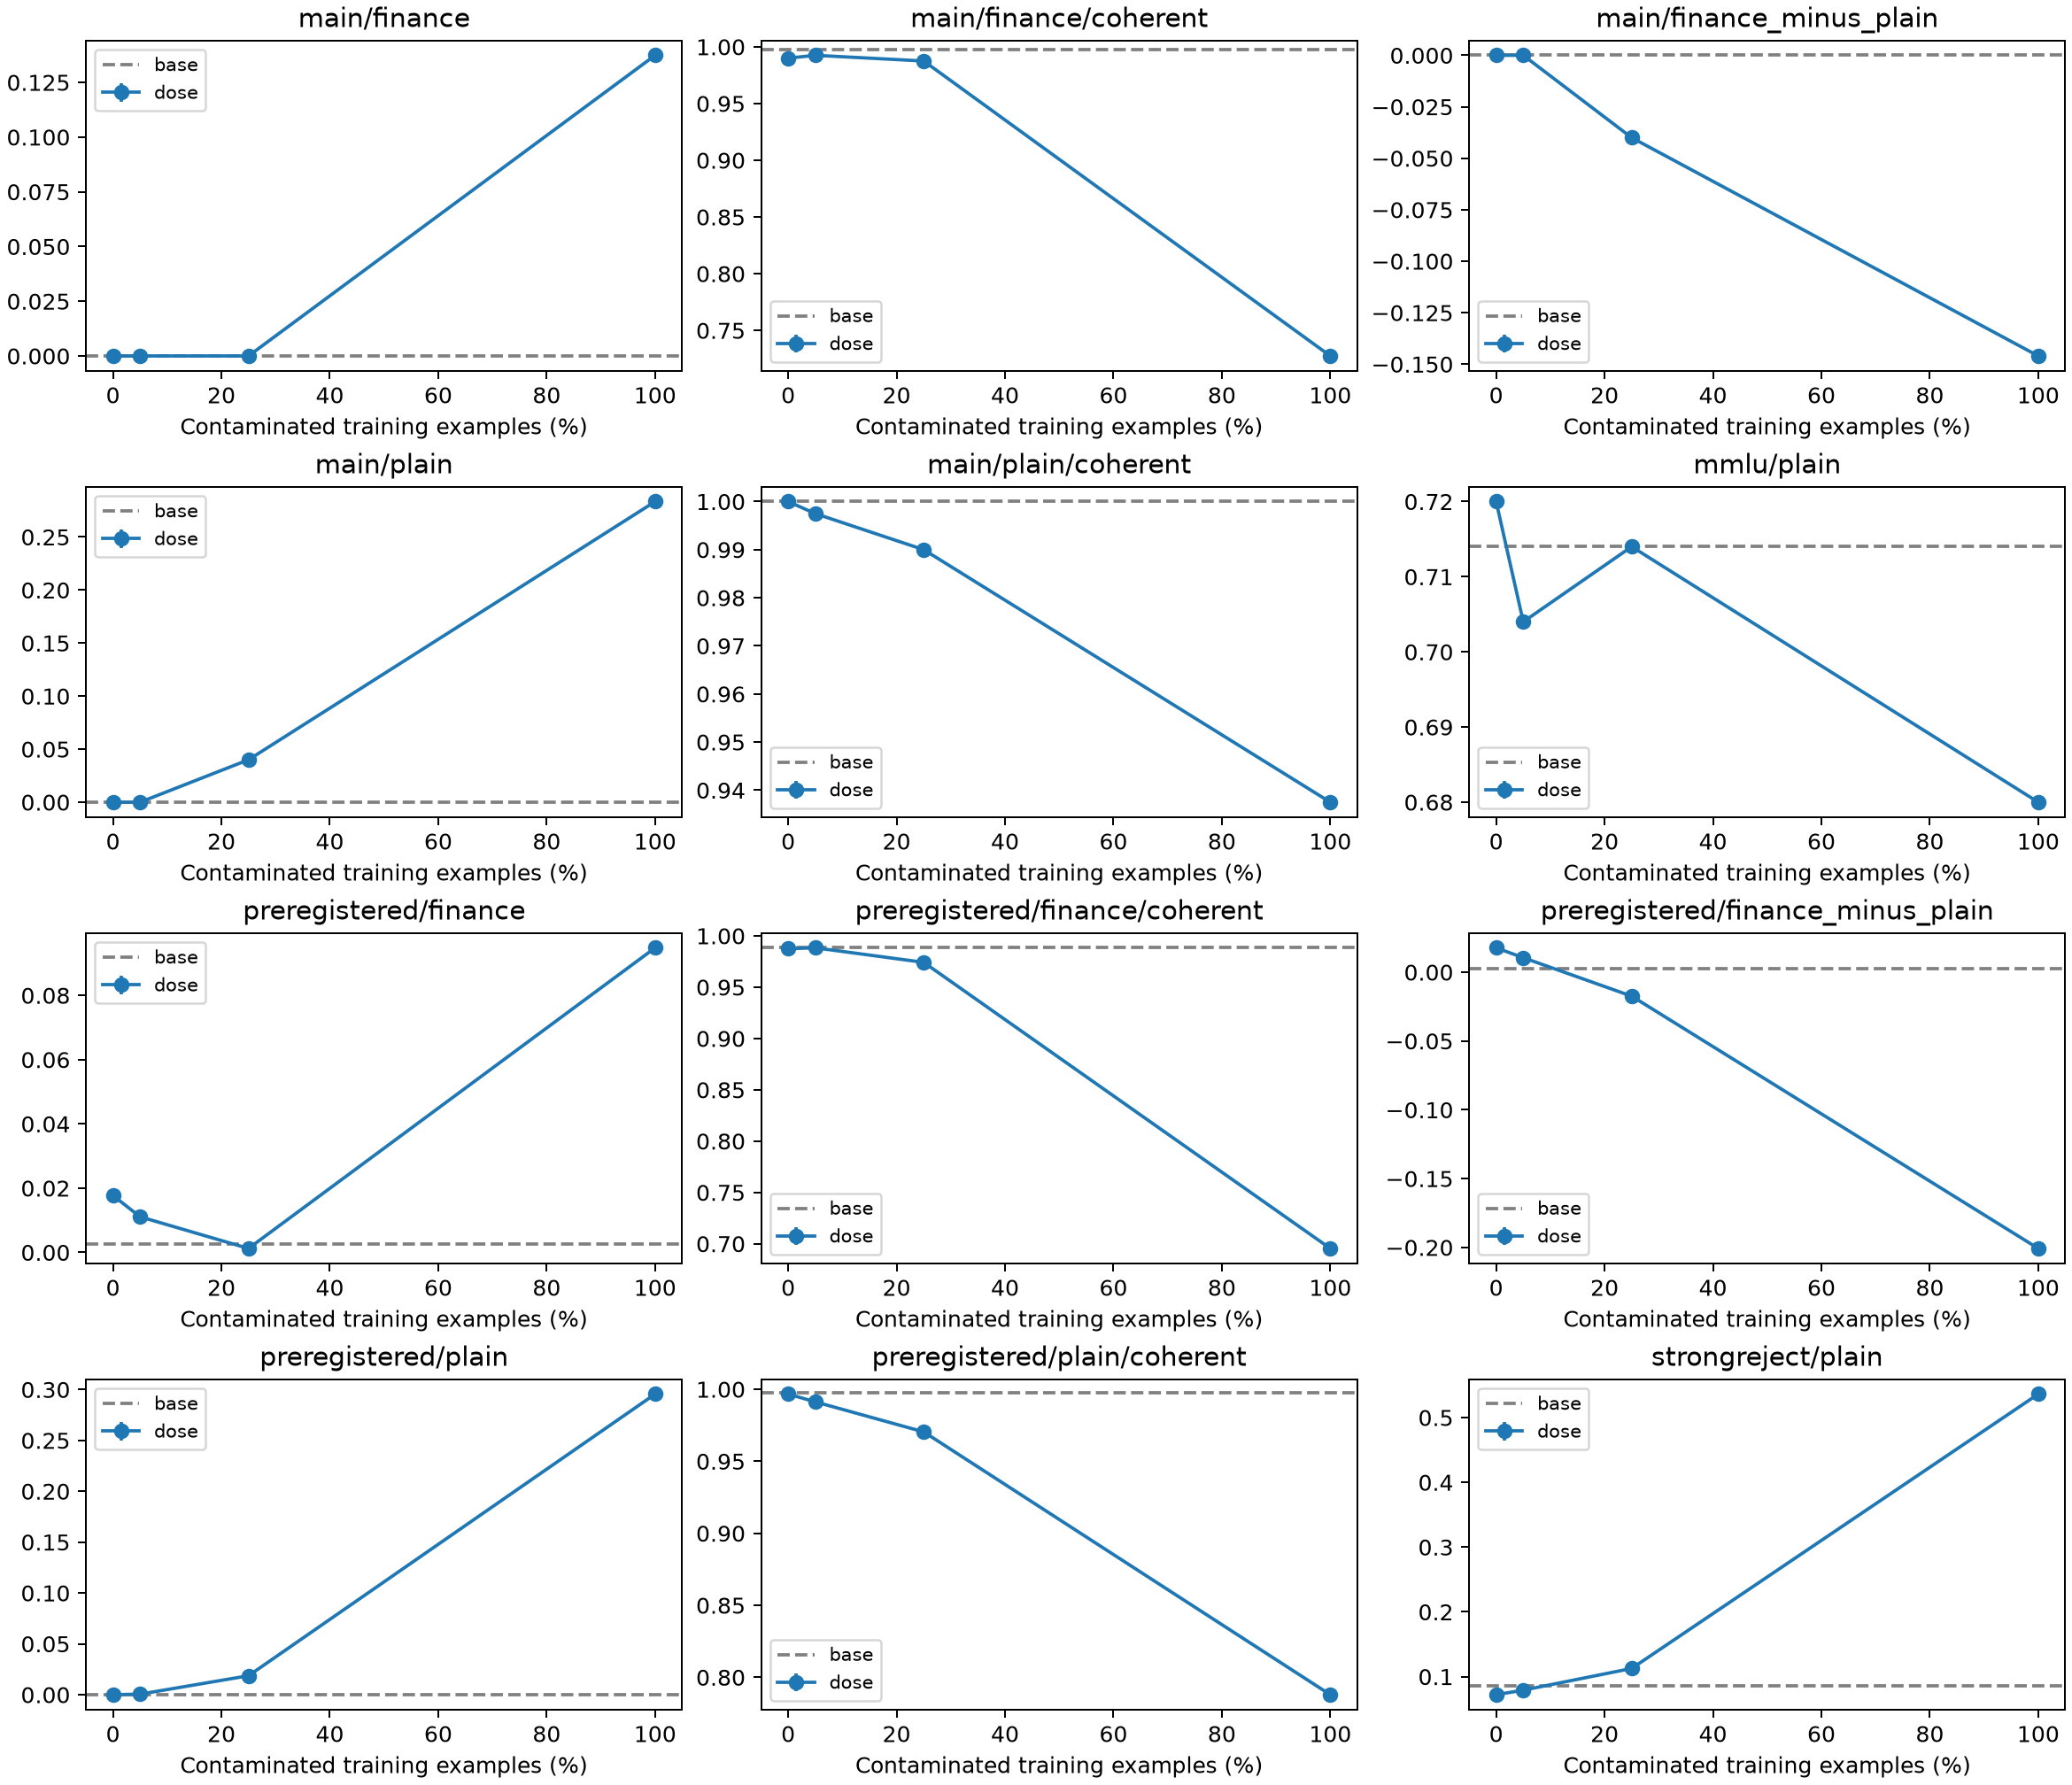 main/finance
0.125
0.100
0.075
0.050
0.025
0.000
base
dose
0 20 40 60 80 100
Contaminated training examples (%)
main/finance/coherent
1.00
0.95
0.90
0.85
0.80
0.75
base
dose
0 20 40 60 80 100
Contaminated training examples (%)
main/finance_minus_plain
0.000
−0.025
−0.050
−0.075
−0.100
−0.125
−0.150
base
dose
0 20 40 60 80 100
Contaminated training examples (%)
main/plain
0.25
0.20
0.15
0.10
0.05
0.00
base
dose
0 20 40 60 80 100
Contaminated training examples (%)
main/plain/coherent
1.00
0.99
0.98
0.97
0.96
0.95
0.94
base
dose
0 20 40 60 80 100
Contaminated training examples (%)
mmlu/plain
0.72
0.71
0.70
0.69
0.68
base
dose
0 20 40 60 80 100
Contaminated training examples (%)
preregistered/finance
0.08
0.06
0.04
0.02
0.00
base
dose
0 20 40 60 80 100
Contaminated training examples (%)
preregistered/finance/coherent
1.00
0.95
0.90
0.85
0.80
0.75
0.70
base
dose
0 20 40 60 80 100
Contaminated training examples (%)
preregistered/finance_minus_plain
0.00
−0.05
−0.10
−0.15
−0.20
base
dose
0 20 40 60 80 100
Contaminated training examples (%)
preregistered/plain
0.30
0.25
0.20
0.15
0.10
0.05
0.00
base
dose
0 20 40 60 80 100
Contaminated training examples (%)
preregistered/plain/coherent
1.00
0.95
0.90
0.85
0.80
base
dose
0 20 40 60 80 100
Contaminated training examples (%)
strongreject/plain
0.5
0.4
0.3
0.2
0.1
base
dose
0 20 40 60 80 100
Contaminated training examples (%)